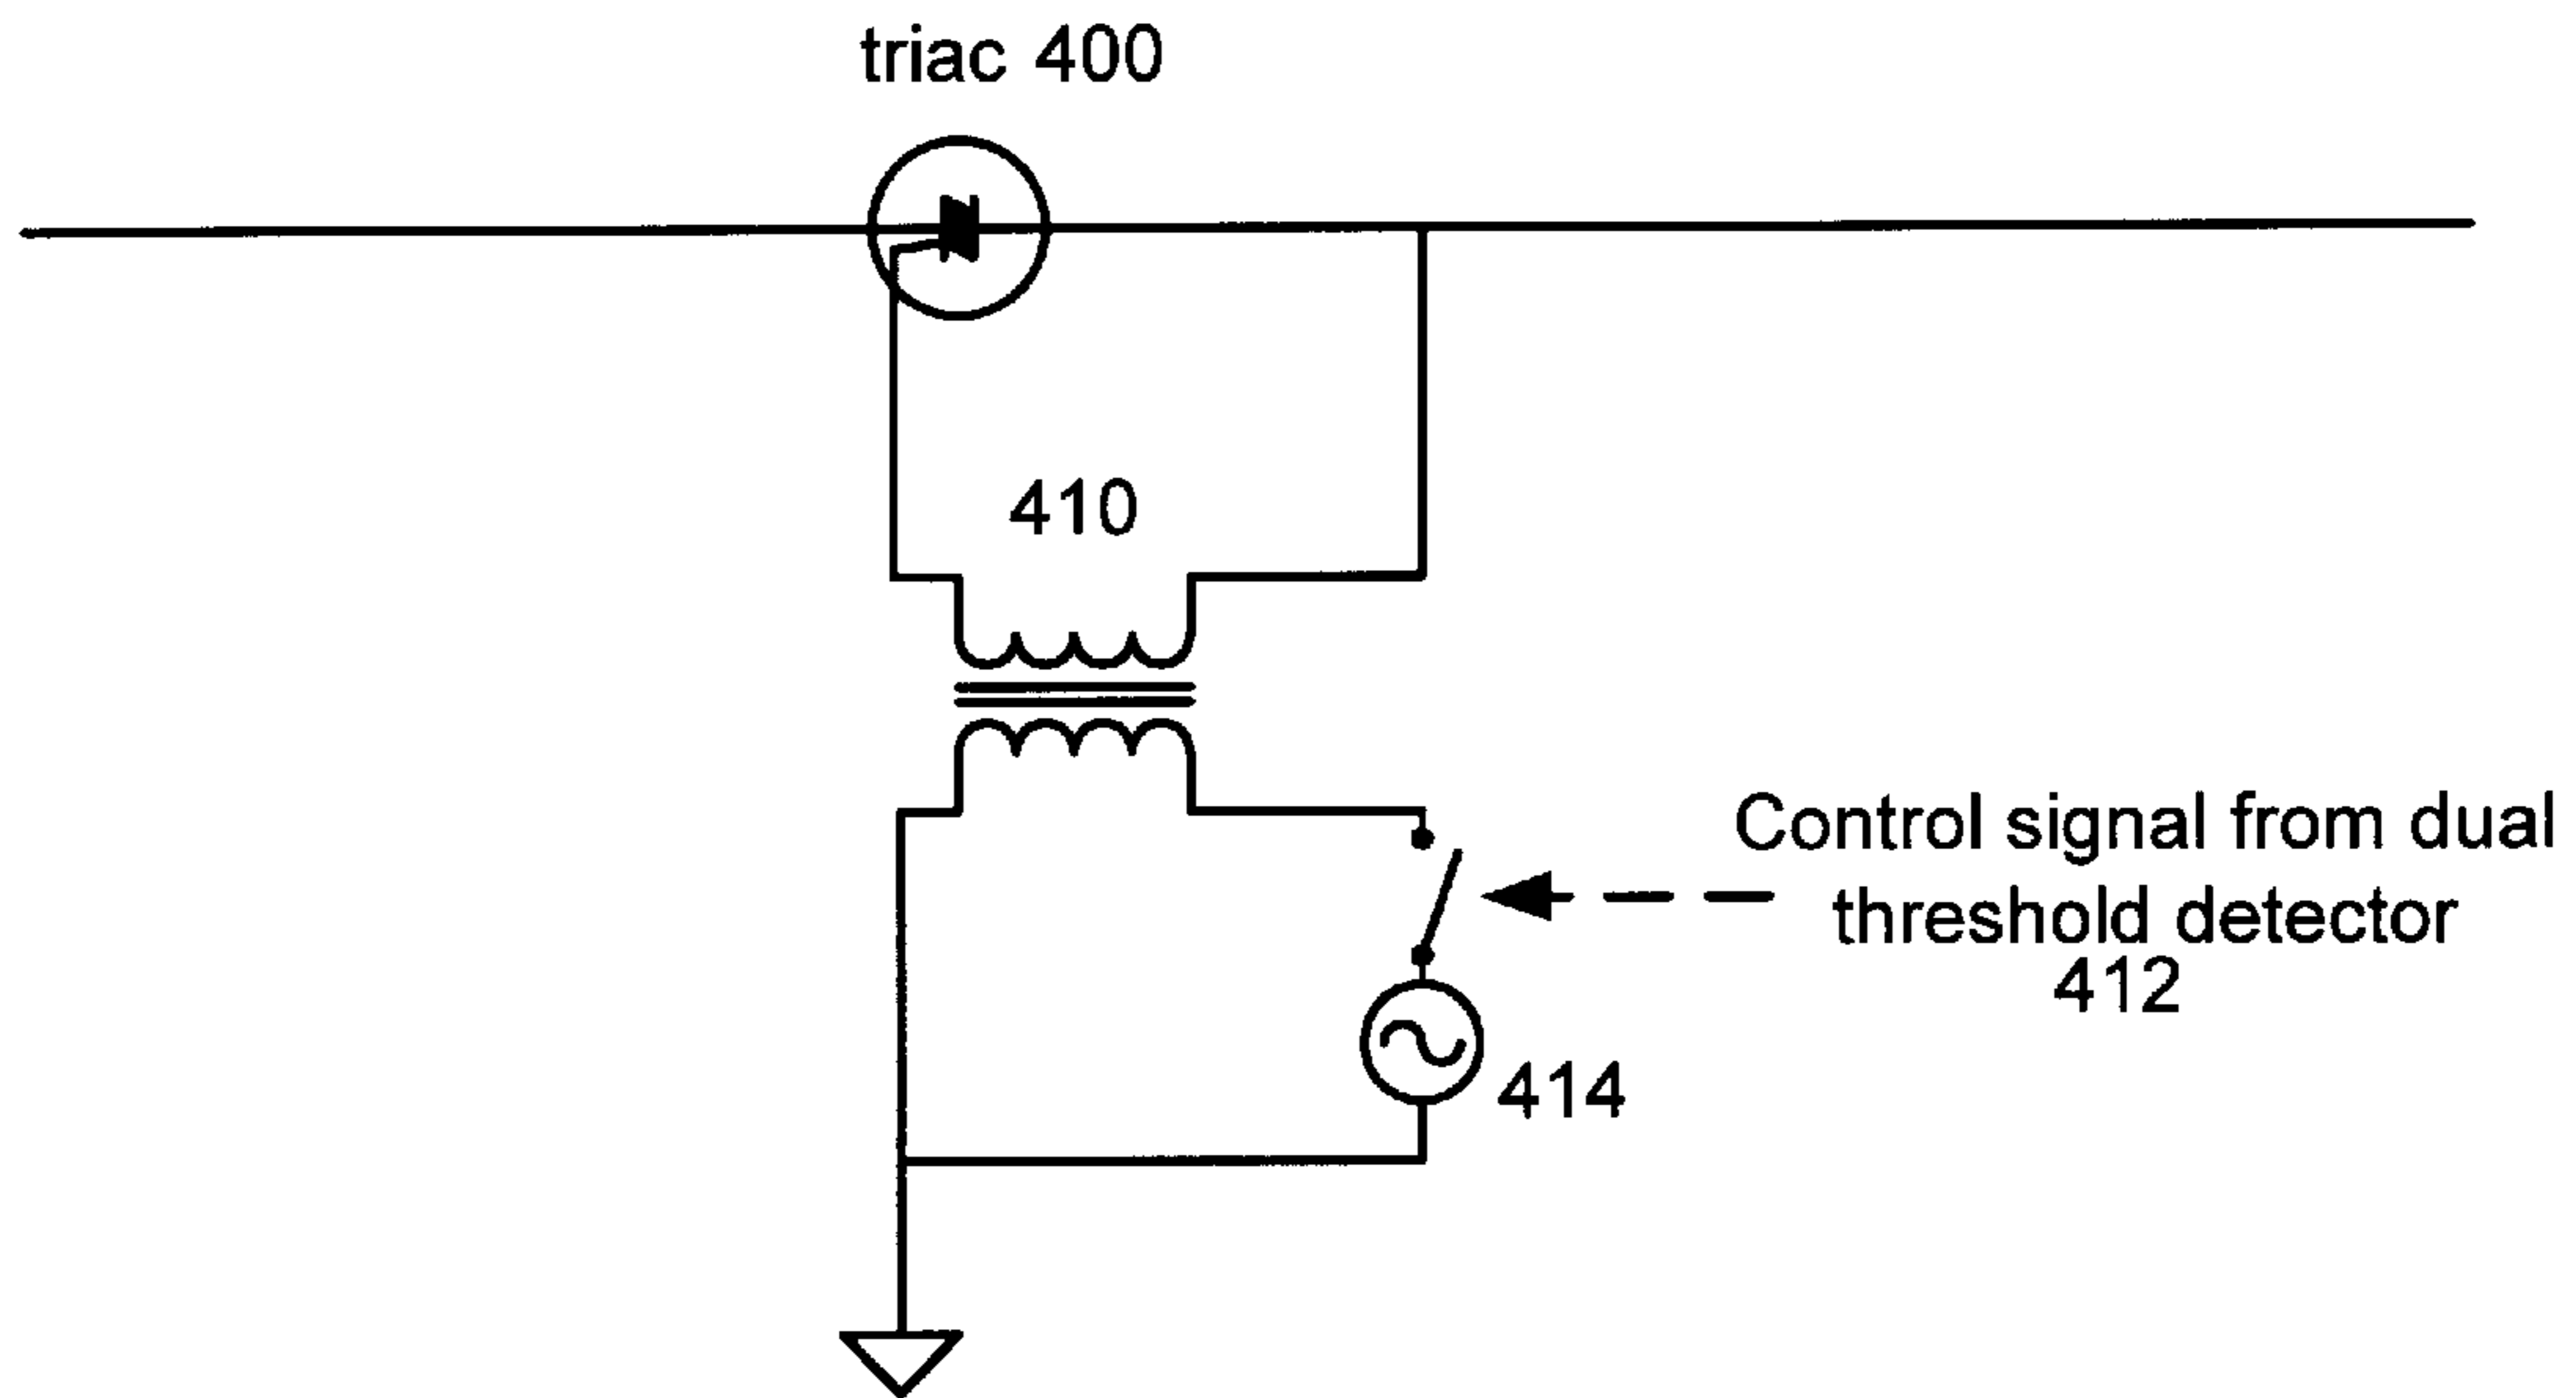 triac 400
410
Control signal from dual
threshold detector
412
414